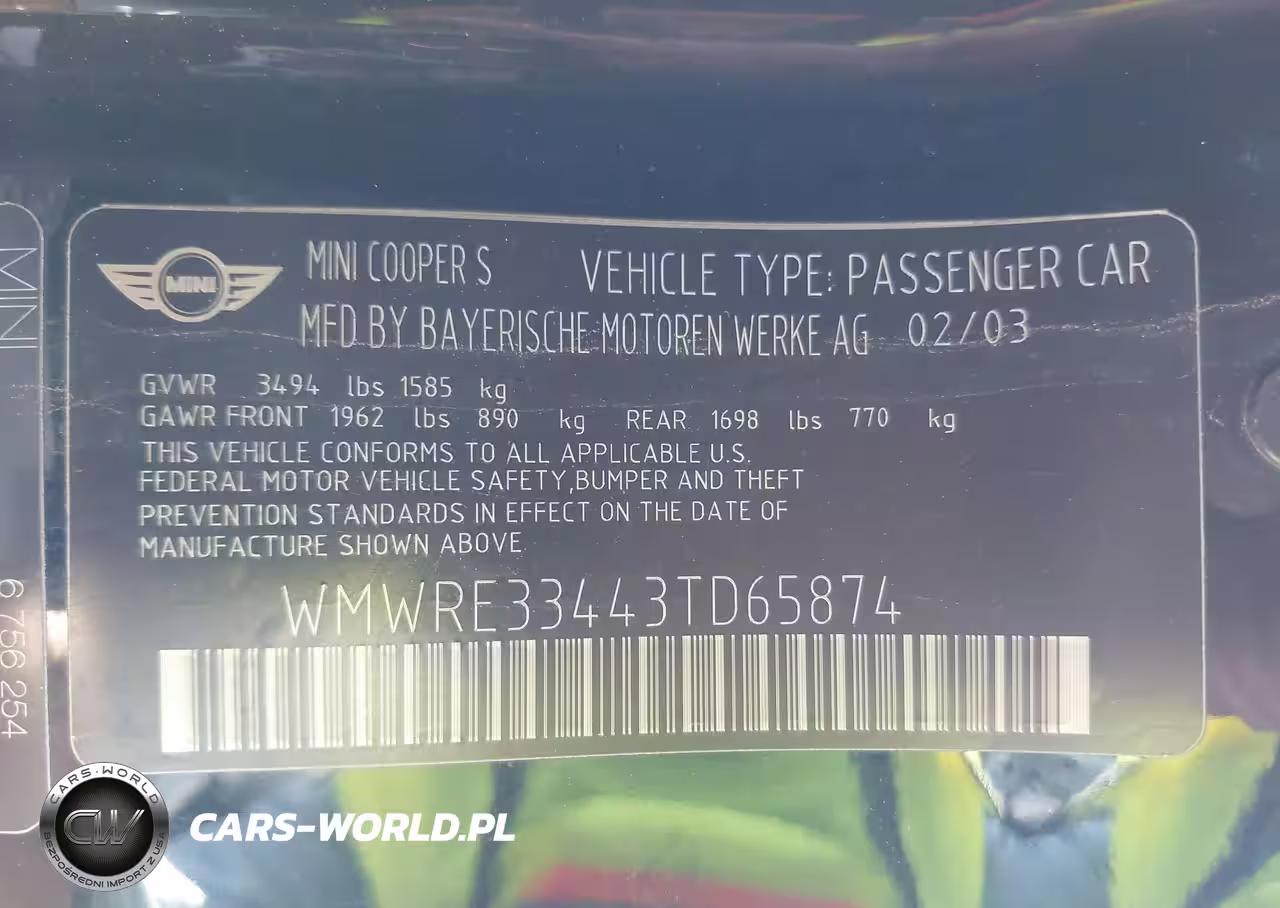 MINI
6 756 254
MINI
MINI COOPER S VEHICLE TYPE: PASSENGER CAR
MFD BY BAYERISCHE MOTOREN WERKE AG 02/03
GVWR 3494 lbs 1585 kg
GAWR FRONT 1962 lbs 890 kg REAR 1698 lbs 770 kg
THIS VEHICLE CONFORMS TO ALL APPLICABLE U.S.
FEDERAL MOTOR VEHICLE SAFETY,BUMPER AND THEFT
PREVENTION STANDARDS IN EFFECT ON THE DATE OF
MANUFACTURE SHOWN ABOVE
WMWRE33443TD65874
CARS-WORLD
CW
BEZPOŚREDNI IMPORT Z USA
CARS-WORLD.PL